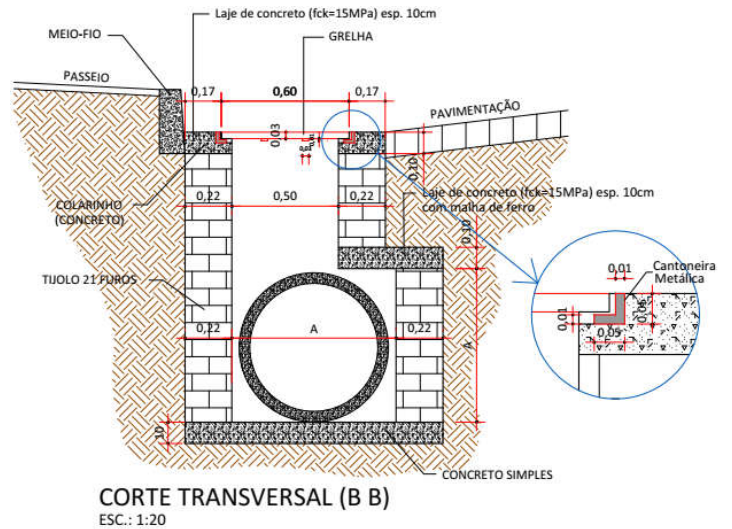 Laje de concreto (fck=15MPa) esp. 10cm
MEIO-FIO
GRELHA
PASSEIO
0,17
0,60
0,17
PAVIMENTAÇÃO
0,03
0,10
COLARINHO
(CONCRETO)
0,22
0,50
0,22
Laje de concreto (fck=15MPa) esp. 10cm
com malha de ferro
0,10
TIJOLO 21 FUROS
0,01
Cantoneira
Metálica
0,01
0,05
0,06
0,22
A
0,22
A
10
CONCRETO SIMPLES
CORTE TRANSVERSAL (B B)
ESC.: 1:20